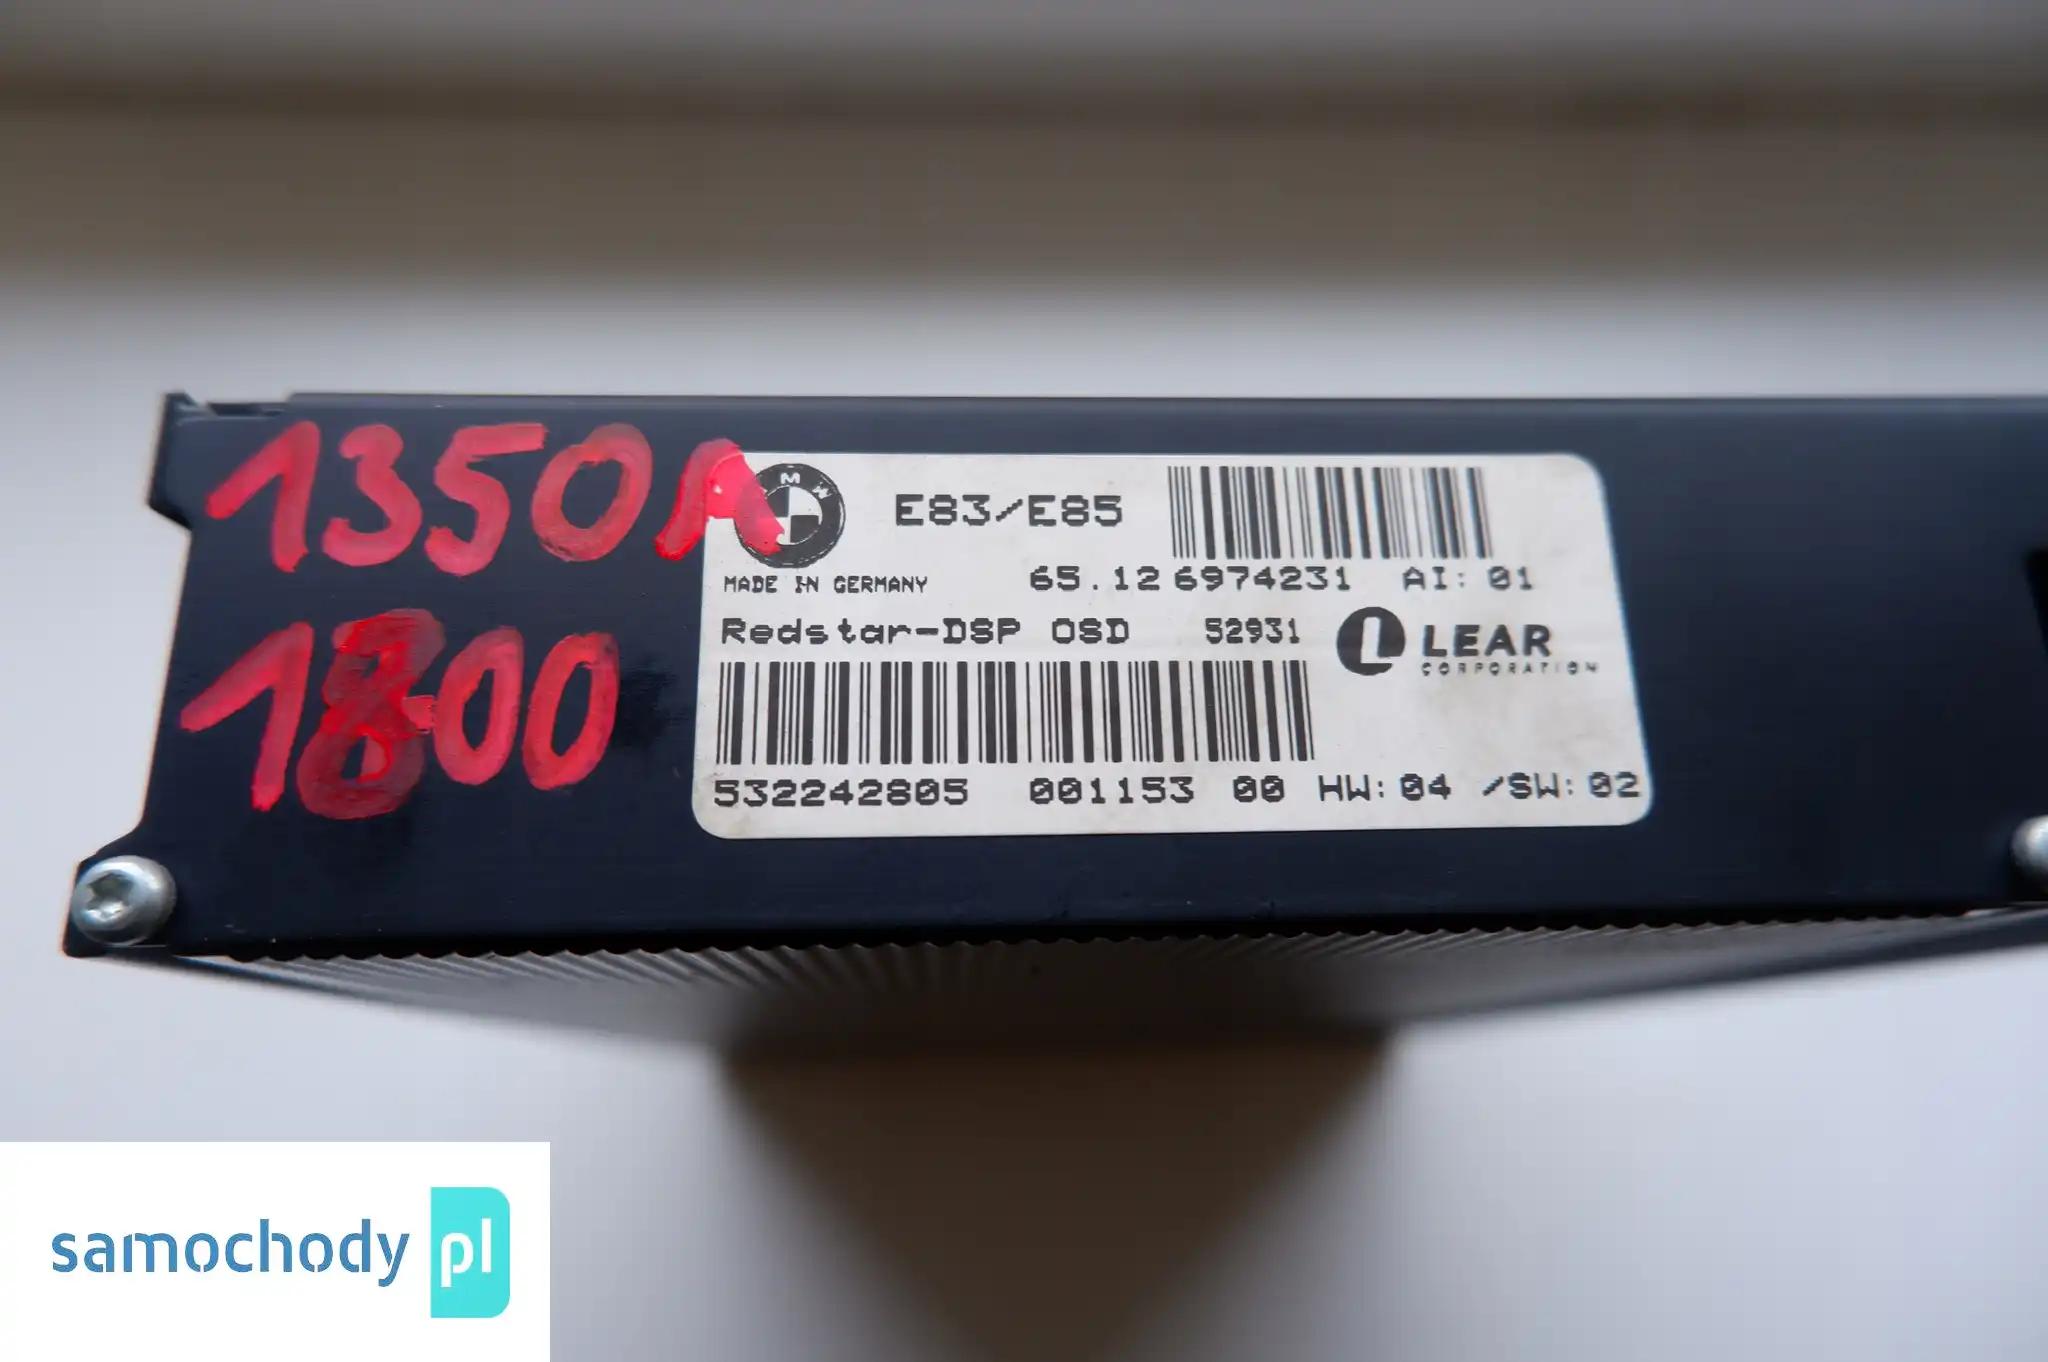 1350A
1800
M W
E83/E85
MADE IN GERMANY
65.12 6974231 AI: 01
Redstar-DSP OSD 52931
LEAR
CORPORATION
532242805 001153 00 HW: 04 /SW: 02
samochody pl